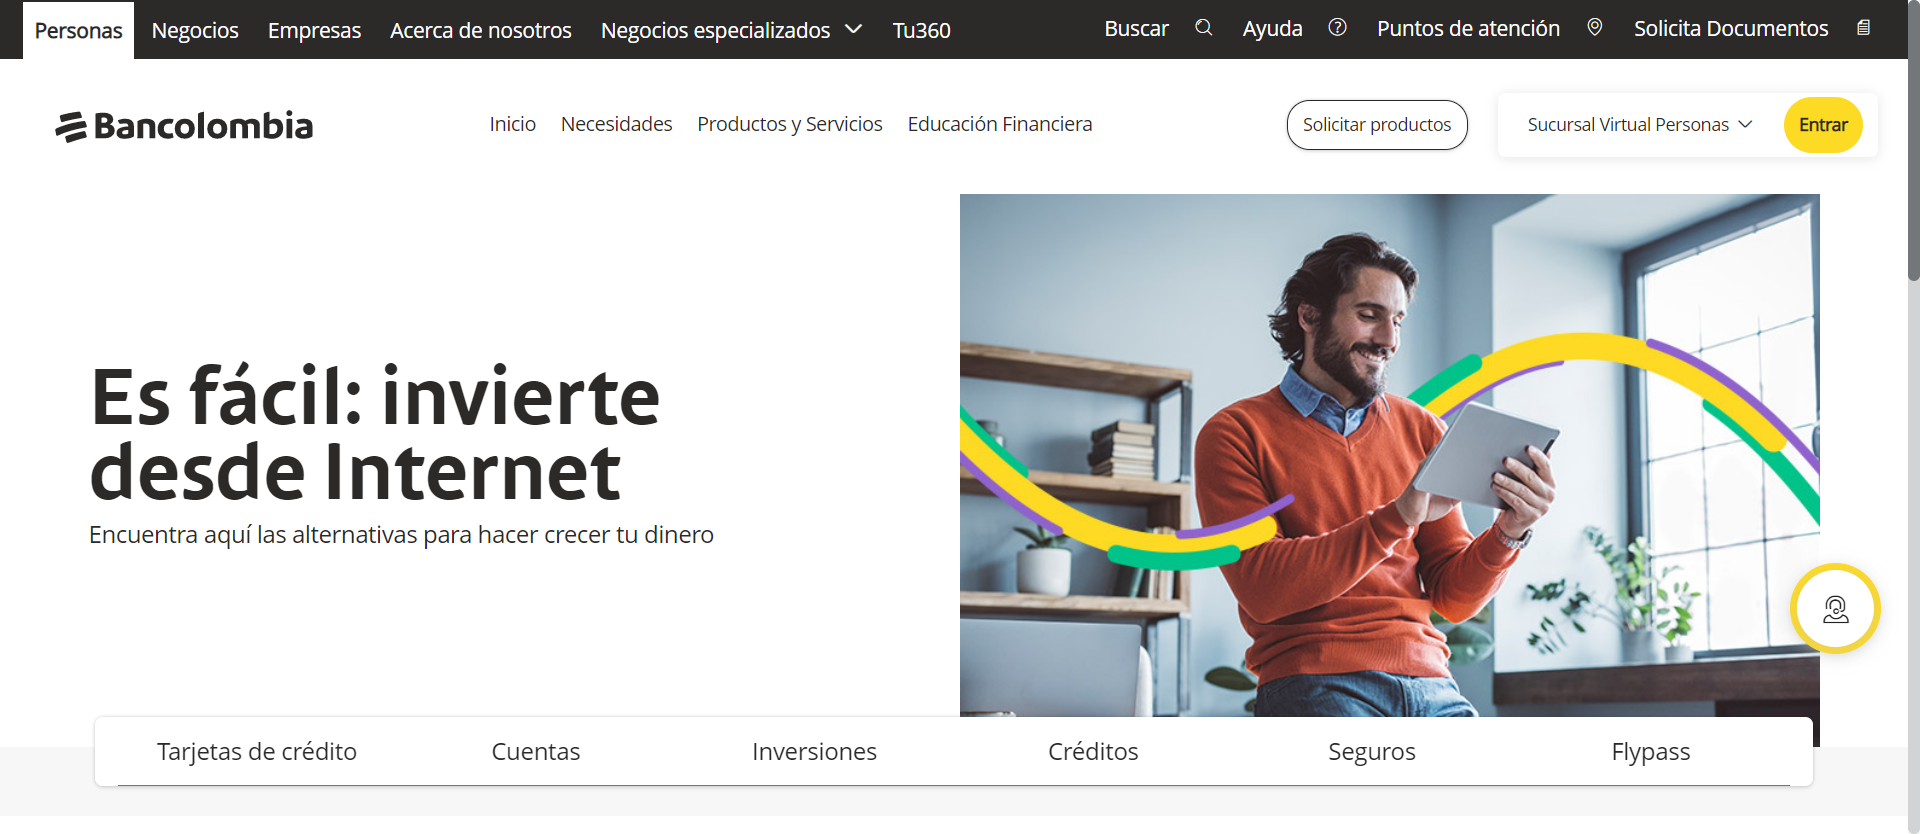 Personas Negocios Empresas Acerca de nosotros Negocios especializados Tu360 Buscar Ayuda Puntos de atención Solicita Documentos
Bancolombia Inicio Necesidades Productos y Servicios Educación Financiera Solicitar productos Sucursal Virtual Personas Entrar
Es fácil: invierte
desde Internet
Encuentra aquí las alternativas para hacer crecer tu dinero
Tarjetas de crédito Cuentas Inversiones Créditos Seguros Flypass